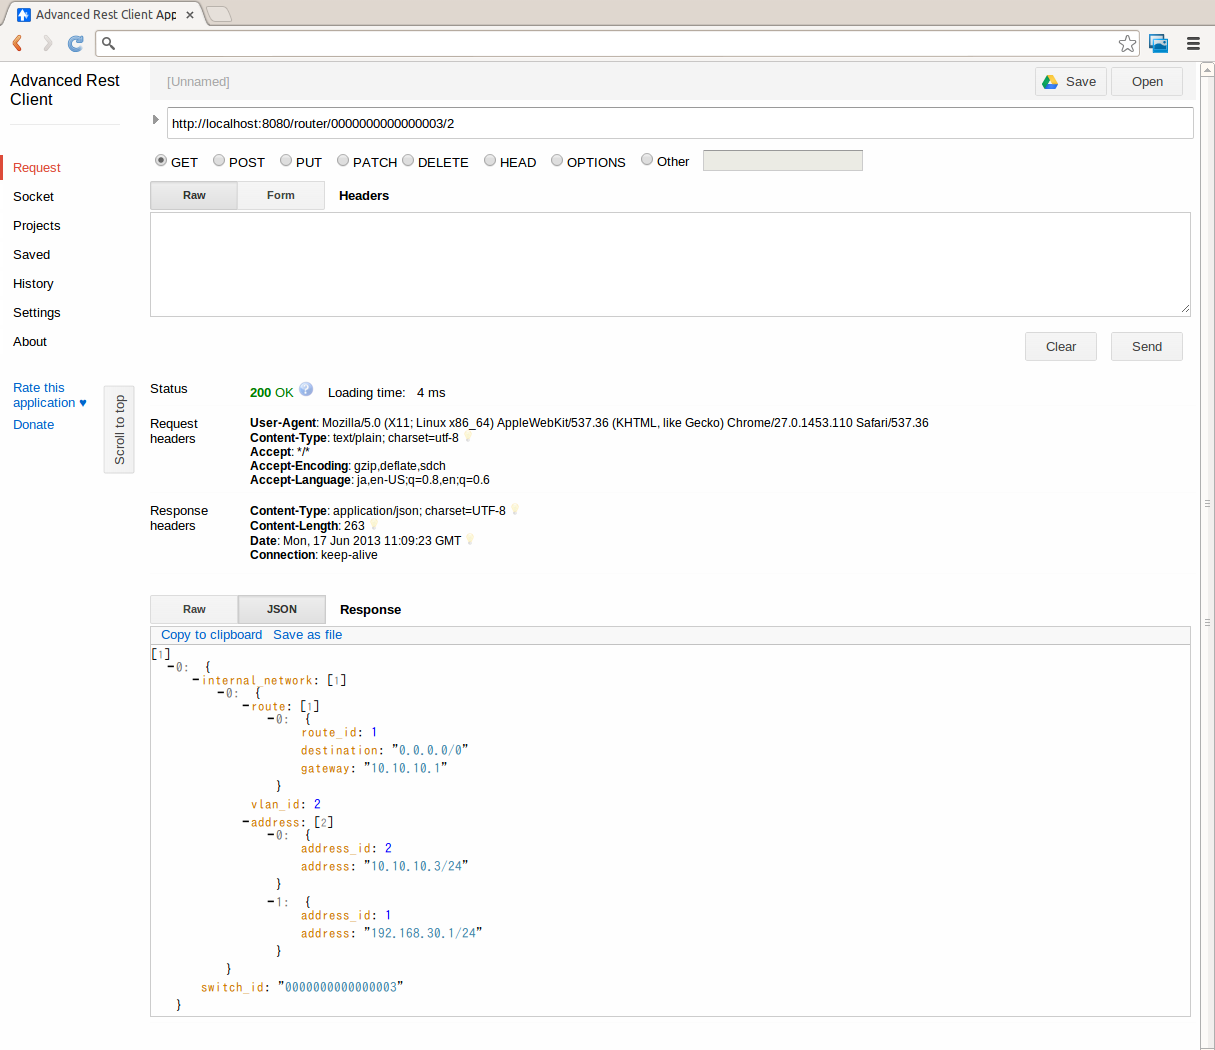 Advanced Rest Client App
Advanced Rest
Client
[Unnamed]
Save
Open
http://localhost:8080/router/0000000000000003/2
GET POST PUT PATCH DELETE HEAD OPTIONS Other
Raw Form Headers
Request
Socket
Projects
Saved
History
Settings
About
Rate this
application ♥
Donate
Scroll to top
Clear
Send
Status
200 OK Loading time: 4 ms
Request
headers
User-Agent: Mozilla/5.0 (X11; Linux x86_64) AppleWebKit/537.36 (KHTML, like Gecko) Chrome/27.0.1453.110 Safari/537.36
Content-Type: text/plain; charset=utf-8
Accept: */*
Accept-Encoding: gzip,deflate,sdch
Accept-Language: ja,en-US;q=0.8,en;q=0.6
Response
headers
Content-Type: application/json; charset=UTF-8
Content-Length: 263
Date: Mon, 17 Jun 2013 11:09:23 GMT
Connection: keep-alive
Raw JSON Response
Copy to clipboard Save as file
[1]
-0: {
-internal_network: [1]
-0: {
-route: [1]
-0: {
route_id: 1
destination: "0.0.0.0/0"
gateway: "10.10.10.1"
}
vlan_id: 2
-address: [2]
-0: {
address_id: 2
address: "10.10.10.3/24"
}
-1: {
address_id: 1
address: "192.168.30.1/24"
}
}
switch_id: "0000000000000003"
}